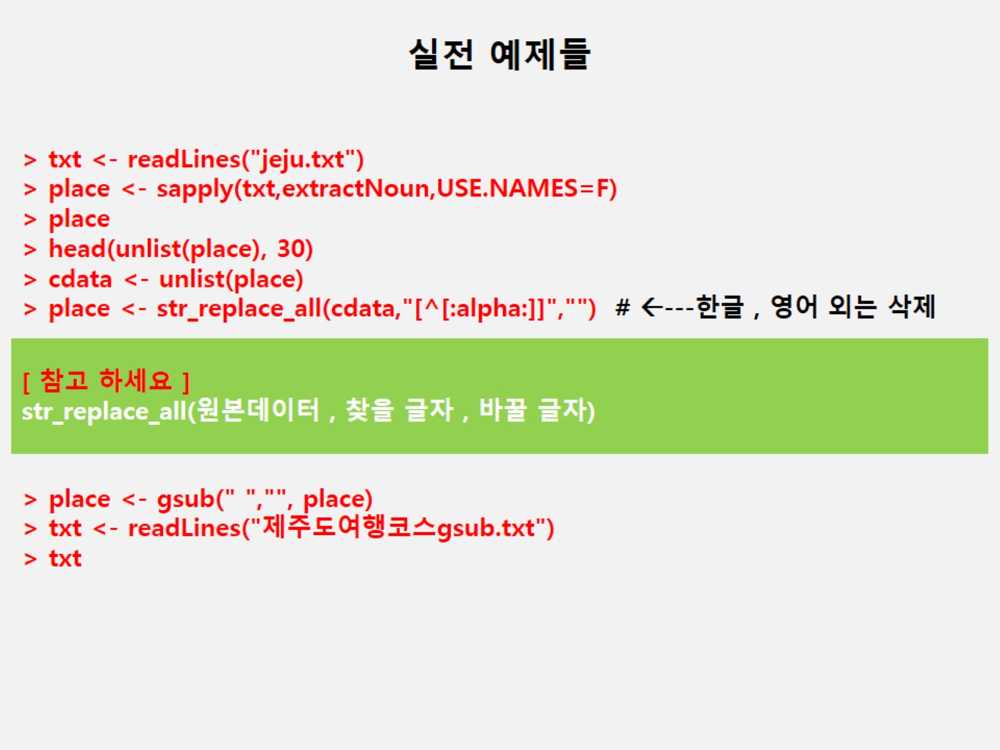 실전 예제들
> txt <- readLines("jeju.txt")
> place <- sapply(txt,extractNoun,USE.NAMES=F)
> place
> head(unlist(place), 30)
> cdata <- unlist(place)
> place <- str_replace_all(cdata,"[^[:alpha:]]","") # ←---한글 , 영어 외는 삭제
[ 참고 하세요 ]
str_replace_all(원본데이터 , 찾을 글자 , 바꿀 글자)
> place <- gsub(" ","", place)
> txt <- readLines("제주도여행코스gsub.txt")
> txt